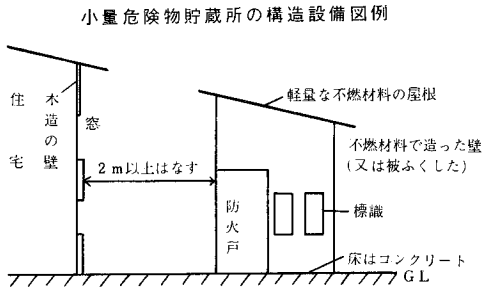 小量危険物貯蔵所の構造設備図例
住宅
木造の壁
窓
2m以上はなす
軽量な不燃材料の屋根
不燃材料で造った壁
(又は被ふくした)
防火戸
標識
床はコンクリート
GL